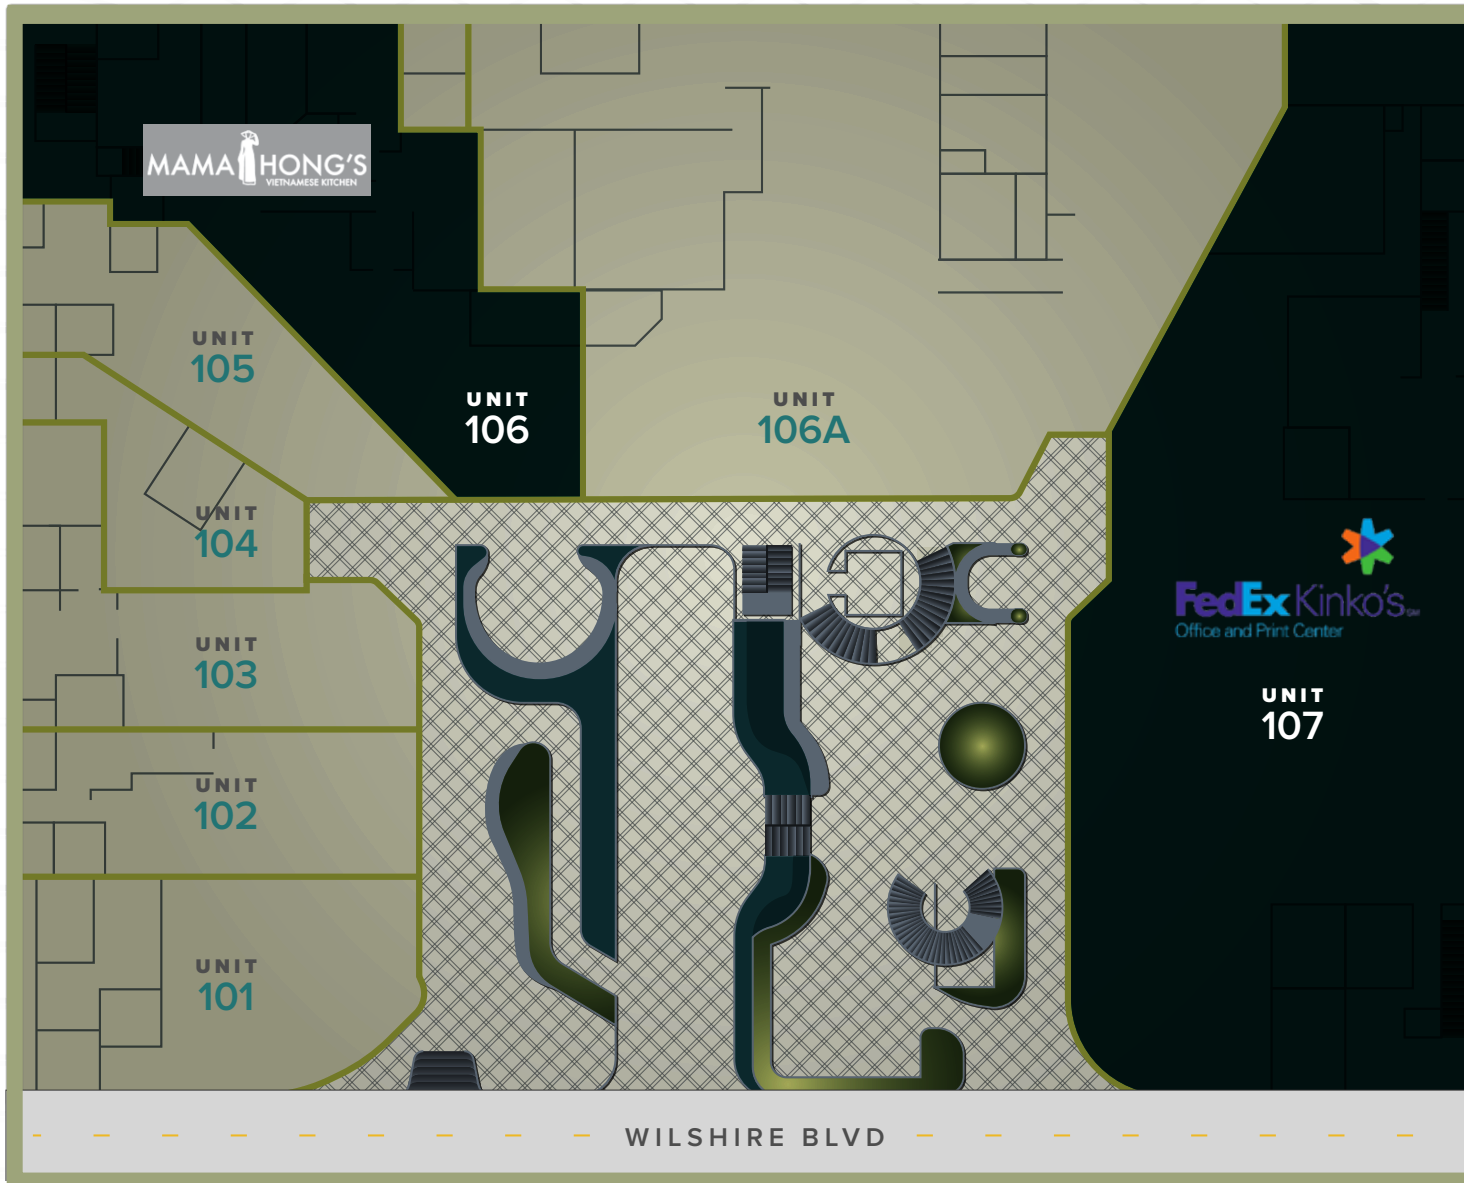 MAMA HONG'S
VIETNAMESE KITCHEN
UNIT
105
UNIT
106
UNIT
106A
UNIT
104
FedEx Kinko's
Office and Print Center
UNIT
103
UNIT
107
UNIT
102
UNIT
101
WILSHIRE BLVD